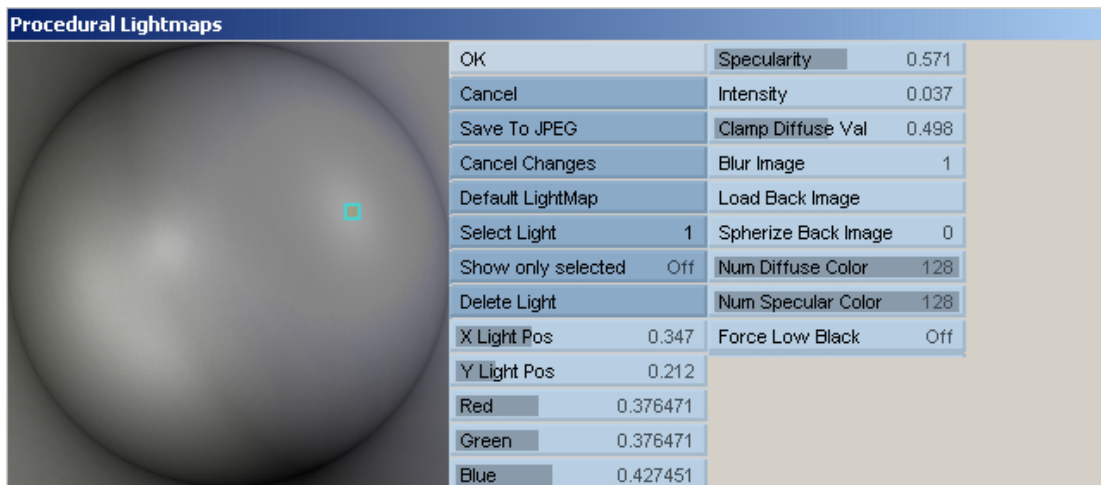 Procedural Lightmaps
OK
Cancel
Save To JPEG
Cancel Changes
Default LightMap
Select Light 1
Show only selected Off
Delete Light
X Light Pos 0.347
Y Light Pos 0.212
Red 0.376471
Green 0.376471
Blue 0.427451
Specularity 0.571
Intensity 0.037
Clamp Diffuse Val 0.498
Blur Image 1
Load Back Image
Spherize Back Image 0
Num Diffuse Color 128
Num Specular Color 128
Force Low Black Off